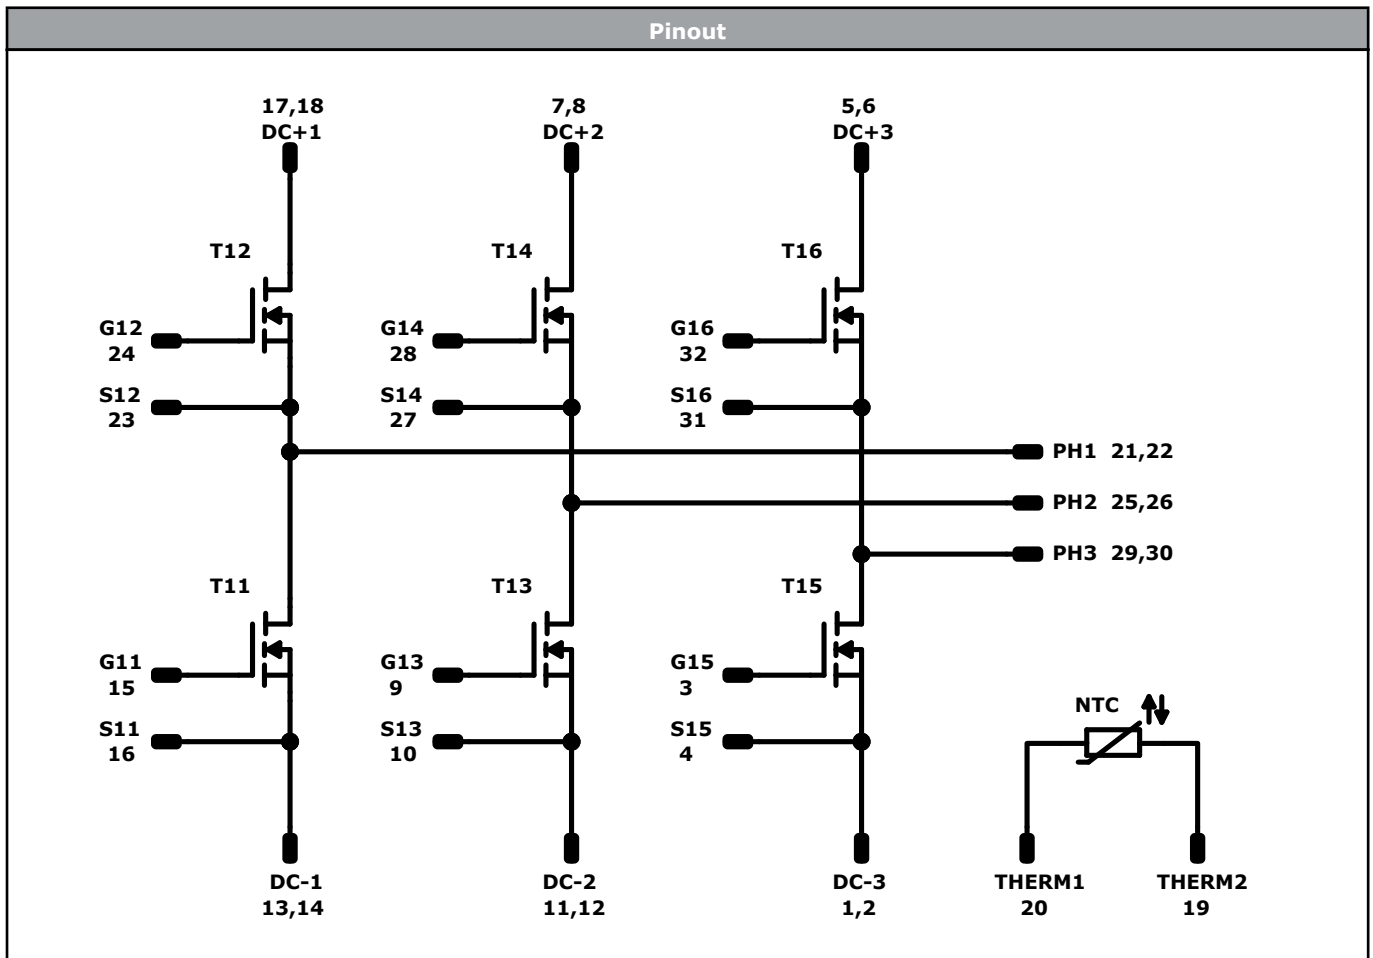 Pinout
17,18 7,8 5,6
DC+1 DC+2 DC+3
T12 T14 T16
G12 G14 G16
24 28 32
S12 S14 S16
23 27 31
PH1 21,22
PH2 25,26
PH3 29,30
T11 T13 T15
G11 G13 G15
15 9 3
S11 S13 S15
16 10 4
NTC
DC-1 DC-2 DC-3 THERM1 THERM2
13,14 11,12 1,2 20 19